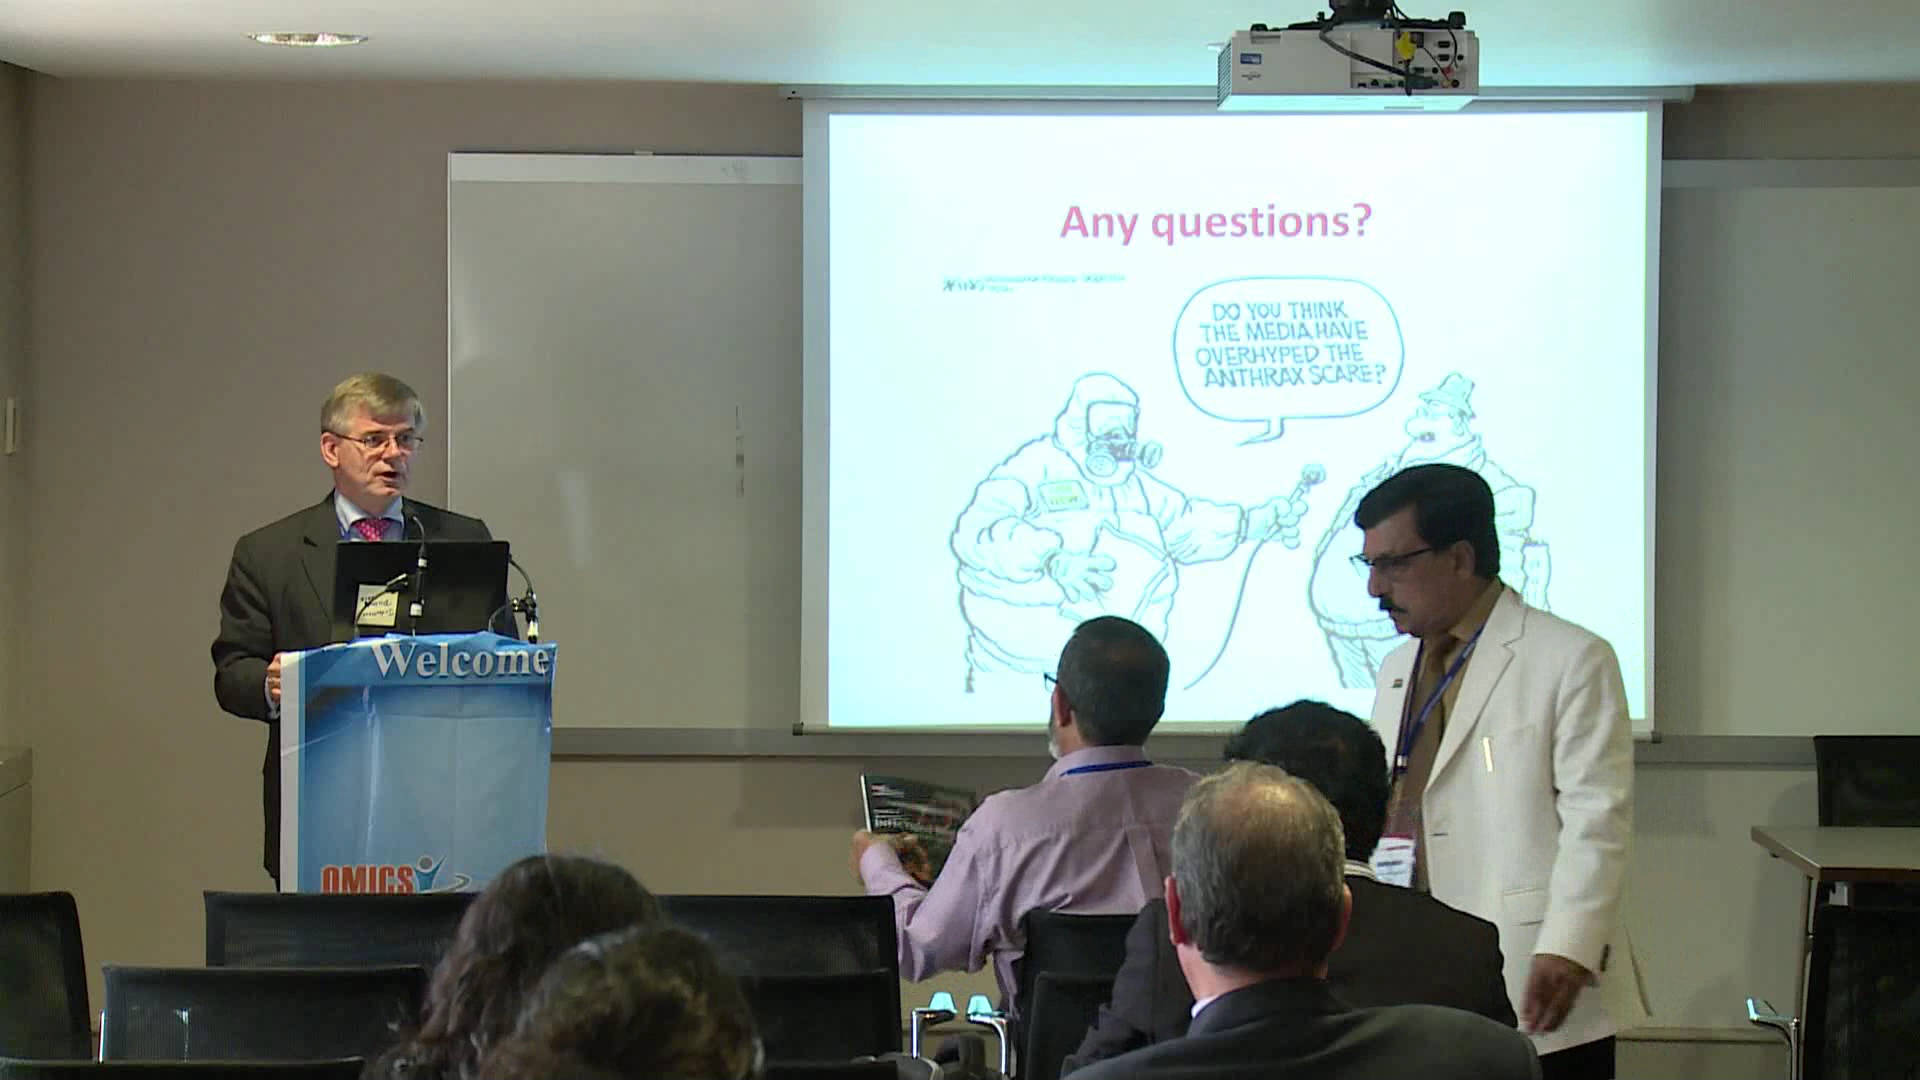 Any questions?
DO YOU THINK
THE MEDIA HAVE
OVERHYPED THE
ANTHRAX SCARE?
Welcome
OMICS